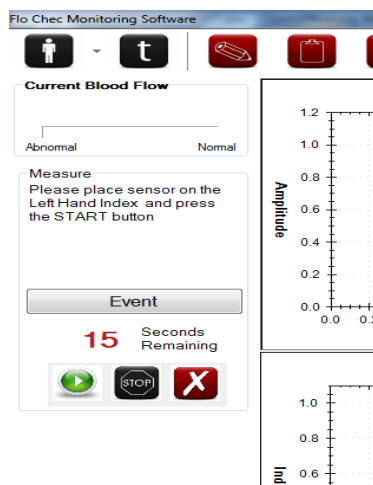 Flo Chec Monitoring Software
t
Current Blood Flow
Abnormal Normal
Measure
Please place sensor on the
Left Hand Index and press
the START button
Event
15 Seconds
Remaining
STOP
X
1.2
1.0
0.8
0.6
0.4
0.2
0.0
0.0
Amplitude
1.0
0.8
0.6